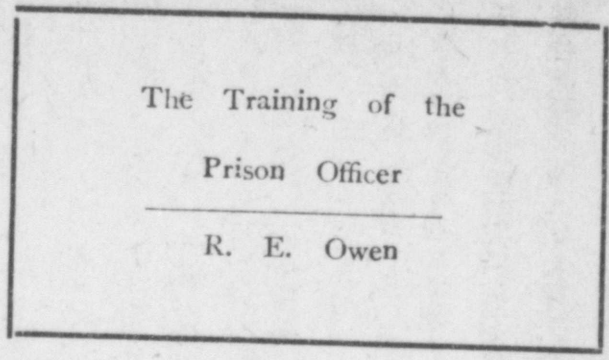 The Training of the
Prison Officer
R. E. Owen